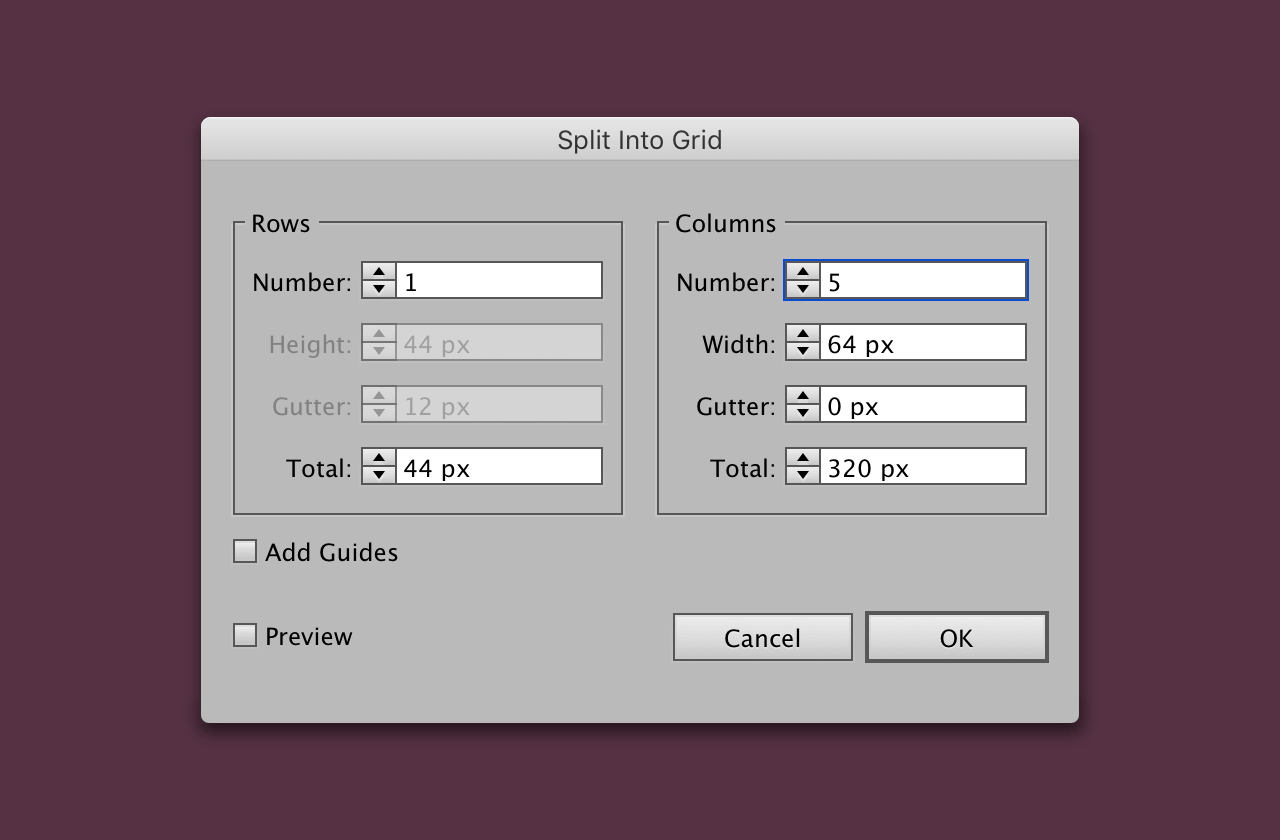 Split Into Grid
Rows
Number: 1
Height: 44 px
Gutter: 12 px
Total: 44 px
Columns
Number: 5
Width: 64 px
Gutter: 0 px
Total: 320 px
Add Guides
Preview
Cancel
OK